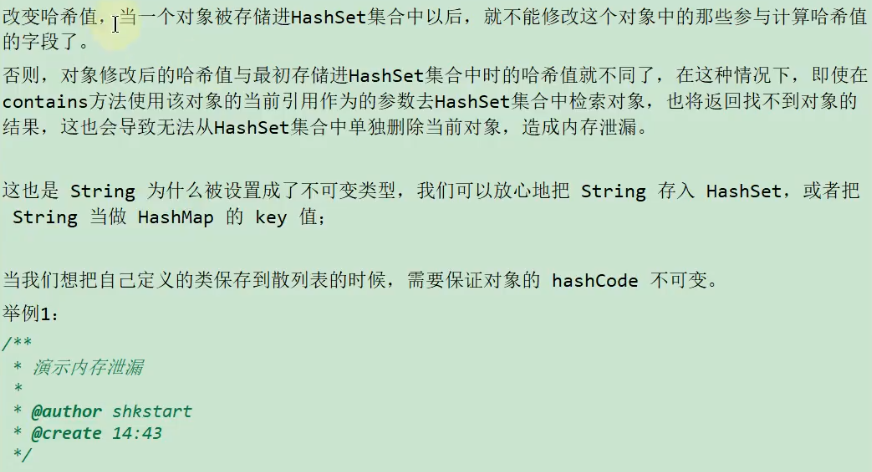 改变哈希值，当一个对象被存储进HashSet集合中以后，就不能修改这个对象中的那些参与计算哈希值
的字段了。
否则，对象修改后的哈希值与最初存储进HashSet集合中时的哈希值就不同了，在这种情况下，即使在
contains方法使用该对象的当前引用作为的参数去HashSet集合中检索对象，也将返回找不到对象的
结果，这也会导致无法从HashSet集合中单独删除当前对象，造成内存泄漏。
这也是 String 为什么被设置成了不可变类型，我们可以放心地把 String 存入 HashSet，或者把
String 当做 HashMap 的 key 值；
当我们想把自己定义的类保存到散列表的时候，需要保证对象的 hashCode 不可变。
举例1：
/**
* 演示内存泄漏
*
* @author shkstart
* @create 14:43
*/